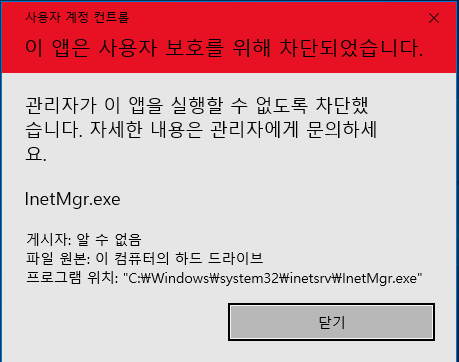 사용자 계정 컨트롤
이 앱은 사용자 보호를 위해 차단되었습니다.
관리자가 이 앱을 실행할 수 없도록 차단했
습니다. 자세한 내용은 관리자에게 문의하세
요.
InetMgr.exe
게시자: 알 수 없음
파일 원본: 이 컴퓨터의 하드 드라이브
프로그램 위치: "C:₩Windows₩system32₩inetsrv₩InetMgr.exe"
닫기